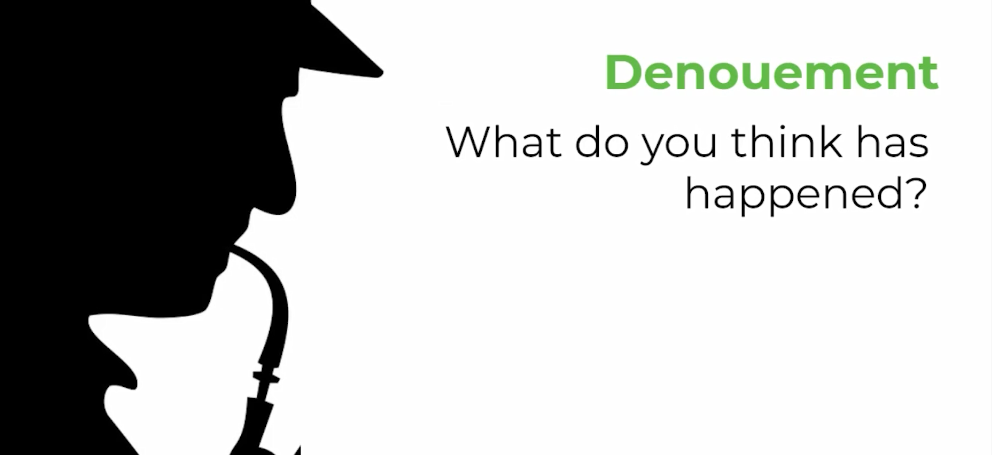 Denouement
What do you think has
happened?